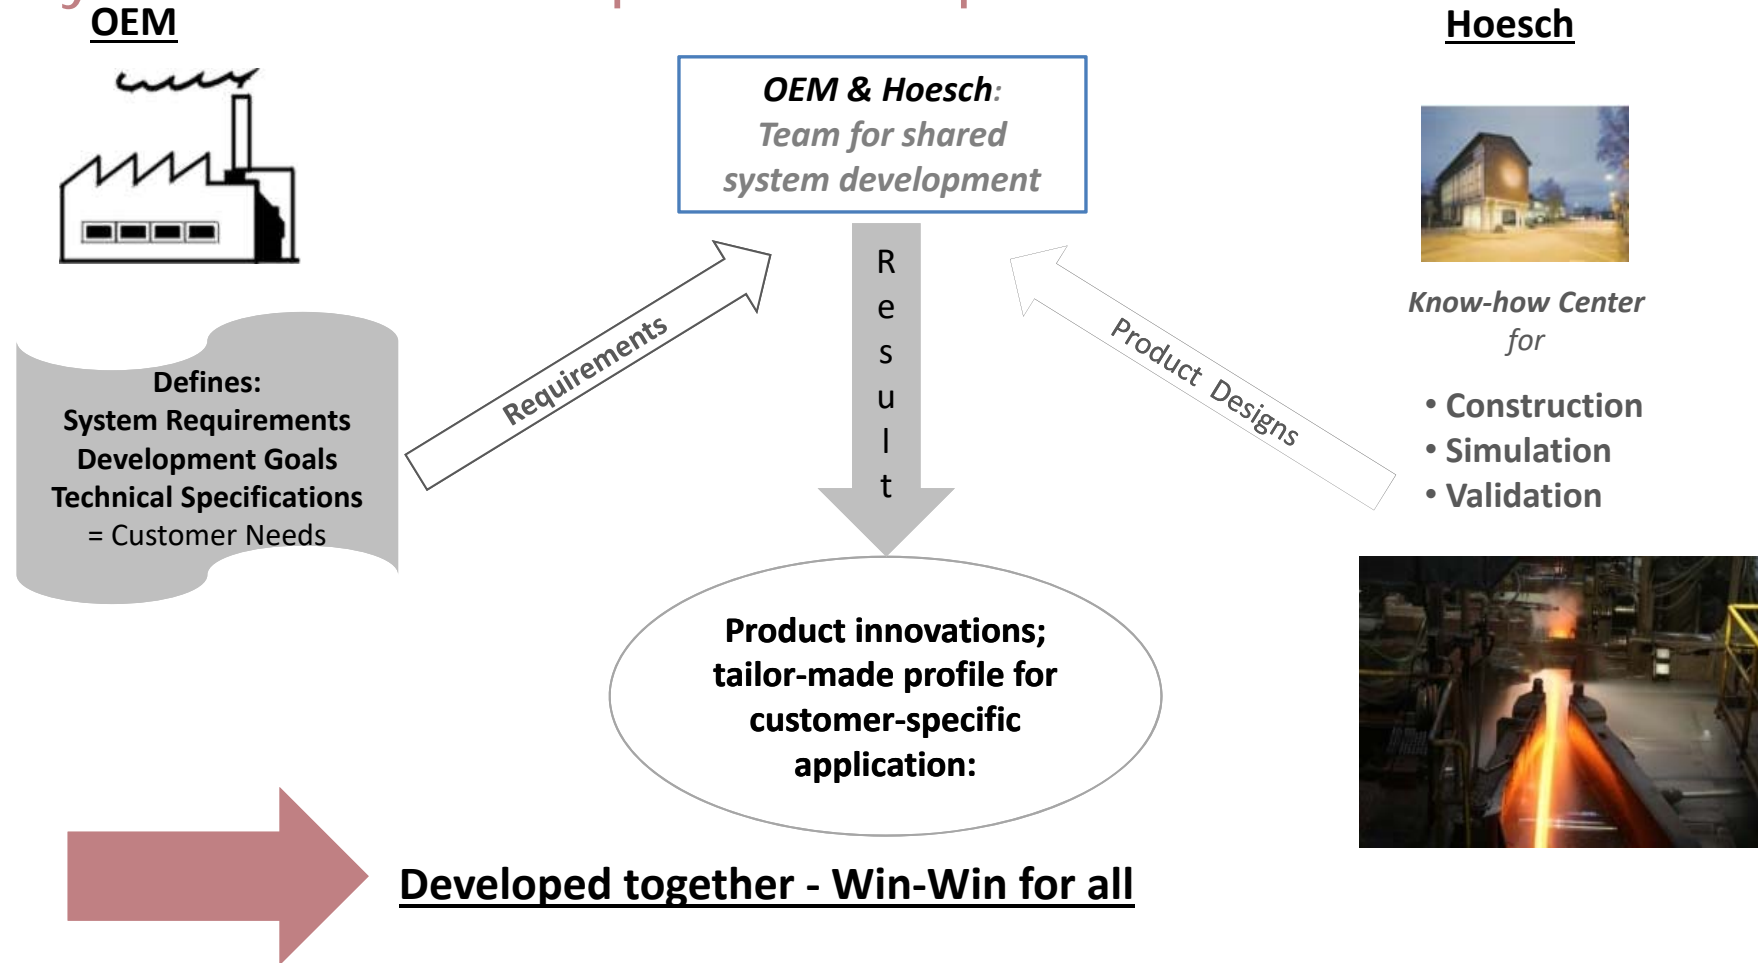 OEM
Hoesch
OEM & Hoesch:
Team for shared
system development
Know-how Center
for
• Construction
• Simulation
• Validation
Defines:
System Requirements
Development Goals
Technical Specifications
= Customer Needs
Requirements
Result
Product Designs
Product innovations;
tailor-made profile for
customer-specific
application:
Developed together - Win-Win for all